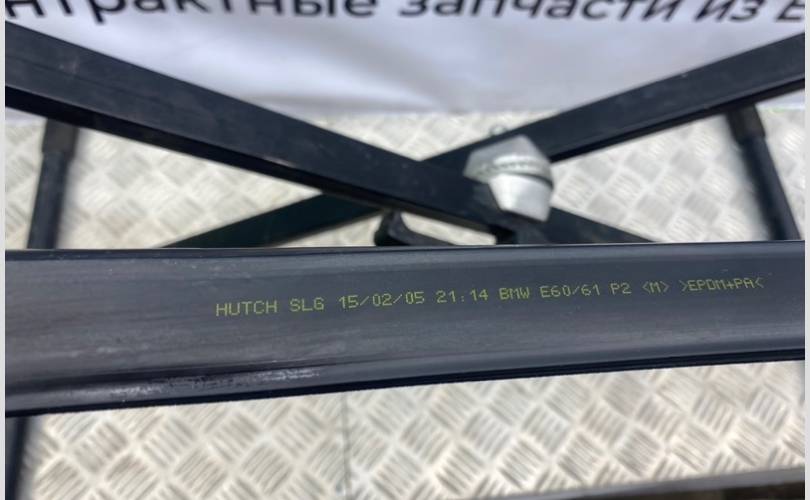 нтрактные запчасти из Е
HUTCH SLG 15/02/05 21:14 BMW E60/61 P2 <M> >EPDM+PA<